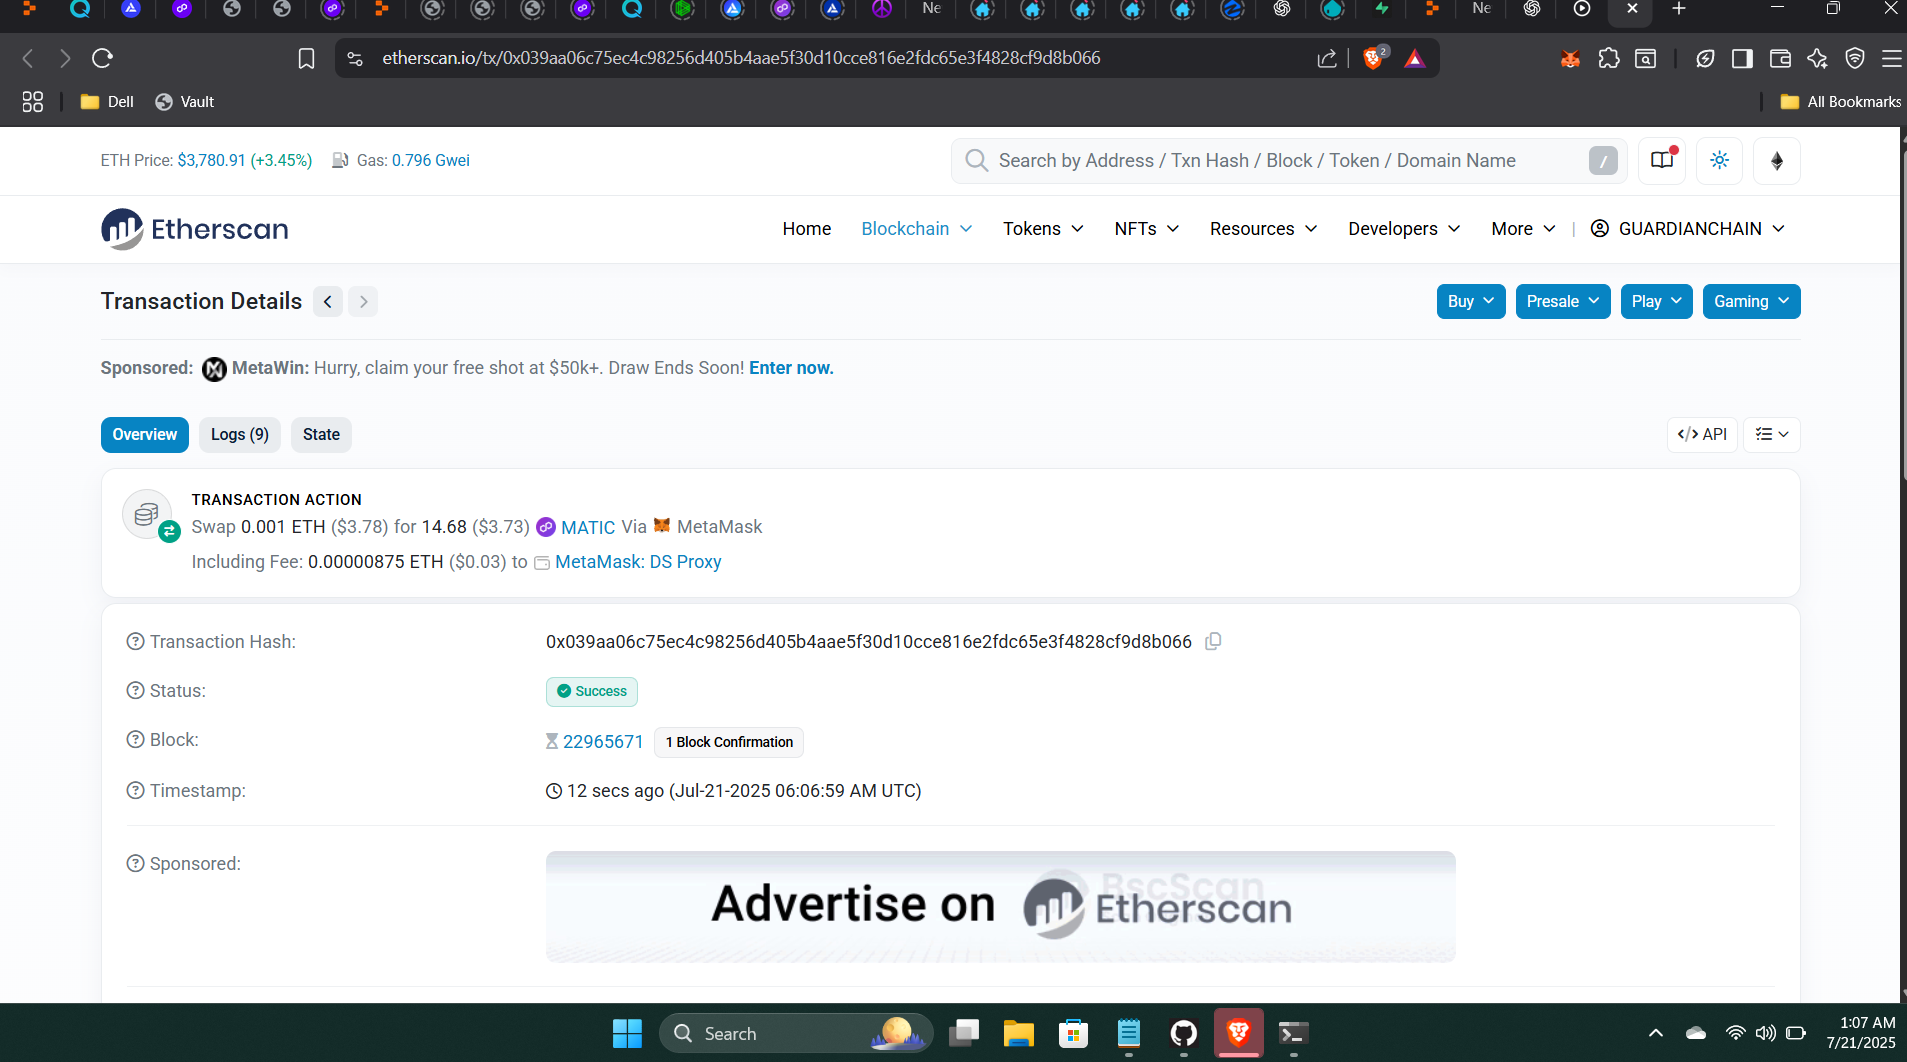 Ne
Ne
etherscan.io/tx/0x039aa06c75ec4c98256d405b4aae5f30d10cce816e2fdc65e3f4828cf9d8b066
2
Dell
Vault
All Bookmarks
ETH Price: $3,780.91 (+3.45%)
Gas: 0.796 Gwei
Search by Address / Txn Hash / Block / Token / Domain Name
/
Etherscan
Home
Blockchain
Tokens
NFTs
Resources
Developers
More
|
GUARDIANCHAIN
Transaction Details
Buy
Presale
Play
Gaming
Sponsored: MetaWin: Hurry, claim your free shot at $50k+. Draw Ends Soon! Enter now.
Overview
Logs (9)
State
</> API
TRANSACTION ACTION
Swap 0.001 ETH ($3.78) for 14.68 ($3.73) MATIC Via MetaMask
Including Fee: 0.00000875 ETH ($0.03) to MetaMask: DS Proxy
Transaction Hash:
0x039aa06c75ec4c98256d405b4aae5f30d10cce816e2fdc65e3f4828cf9d8b066
Status:
Success
Block:
22965671
1 Block Confirmation
Timestamp:
12 secs ago (Jul-21-2025 06:06:59 AM UTC)
Sponsored:
Advertise on
BscScan
Etherscan
Search
1:07 AM
7/21/2025